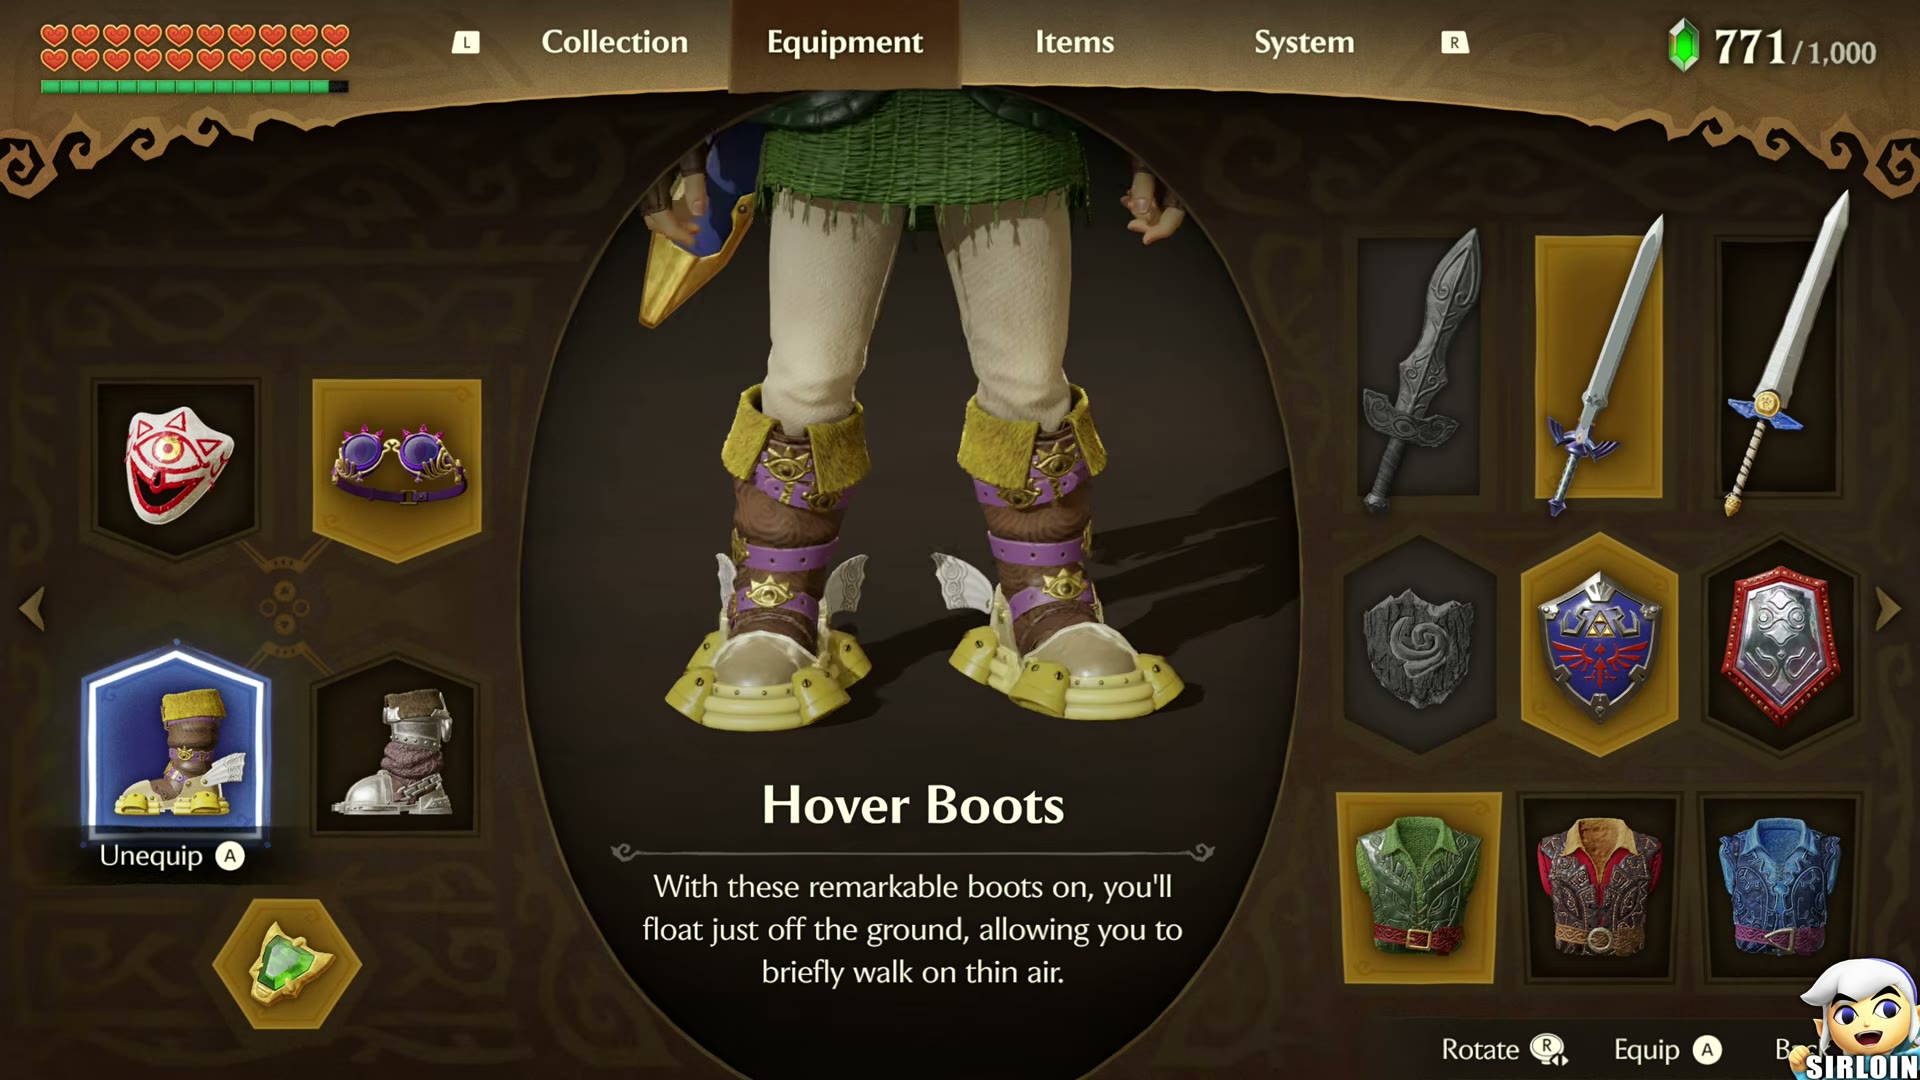 L
Collection
Equipment
Items
System
R
771/1,000
Unequip A
Hover Boots
With these remarkable boots on, you'll
float just off the ground, allowing you to
briefly walk on thin air.
Rotate R
Equip A
SIRLOIN